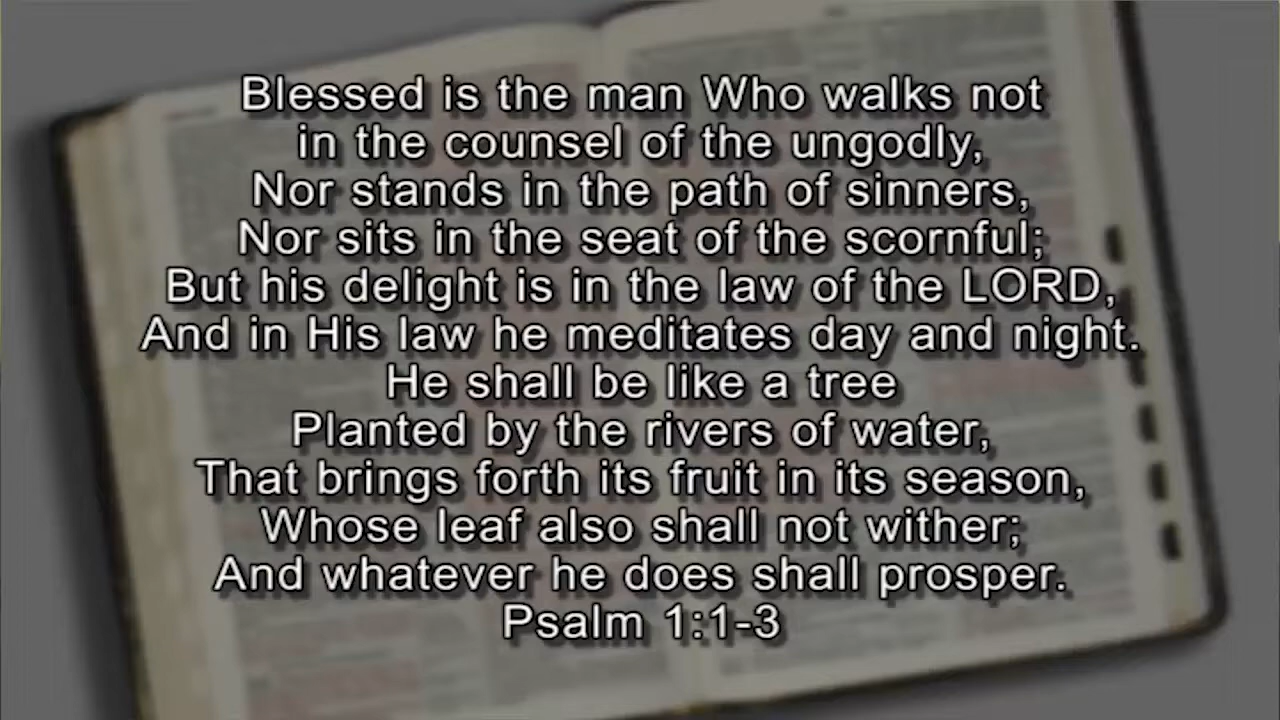 Blessed is the man Who walks not
in the counsel of the ungodly,
Nor stands in the path of sinners,
Nor sits in the seat of the scornful;
But his delight is in the law of the LORD,
And in His law he meditates day and night.
He shall be like a tree
Planted by the rivers of water,
That brings forth its fruit in its season,
Whose leaf also shall not wither;
And whatever he does shall prosper.
Psalm 1:1-3